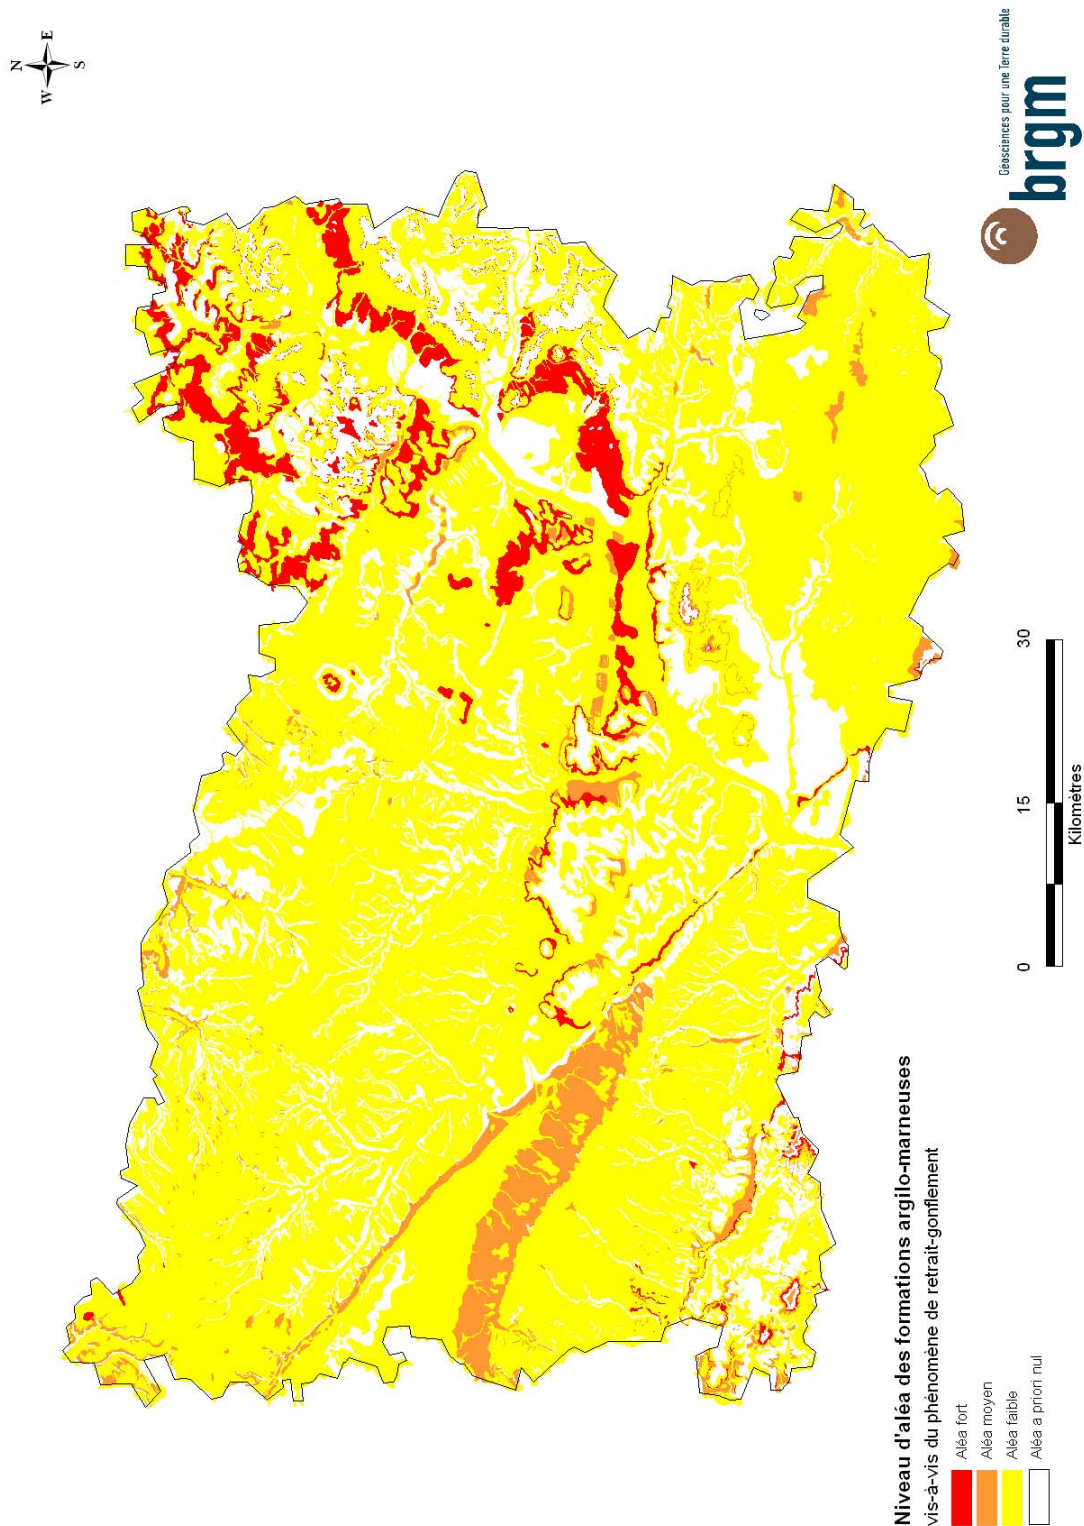 N
W E
S
Niveau d'aléa des formations argilo-marneuses
vis-à-vis du phénomène de retrait-gonflement
Aléa fort
Aléa moyen
Aléa faible
Aléa a priori nul
0 15 30
Kilomètres
Géosciences pour une Terre durable
brgm